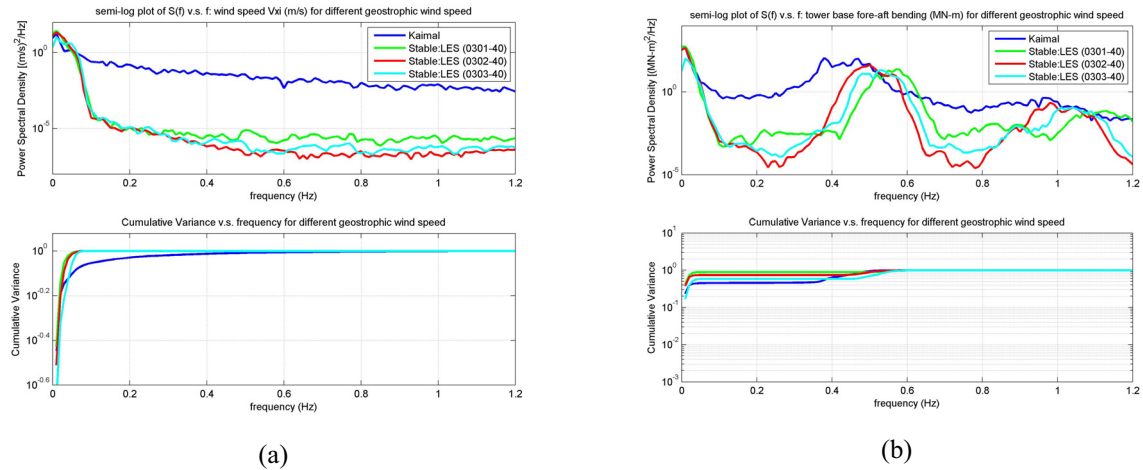 semi-log plot of S(f) v.s. f: wind speed Vxi (m/s) for different geostrophic wind speed
Power Spectral Density [(m/s)²/Hz]
10⁰
10⁻⁵
Kaimal
Stable:LES (0301-40)
Stable:LES (0302-40)
Stable:LES (0303-40)
0 0.2 0.4 0.6 0.8 1 1.2
frequency (Hz)
Cumulative Variance v.s. frequency for different geostrophic wind speed
Cumulative Variance
10⁰
10⁻⁰·²
10⁻⁰·⁴
10⁻⁰·⁶
0 0.2 0.4 0.6 0.8 1 1.2
frequency (Hz)
(a)
semi-log plot of S(f) v.s. f: tower base fore-aft bending (MN-m) for different geostrophic wind speed
Power Spectral Density [(MN-m)²/Hz]
10⁰
10⁻⁵
Kaimal
Stable:LES (0301-40)
Stable:LES (0302-40)
Stable:LES (0303-40)
0 0.2 0.4 0.6 0.8 1 1.2
frequency (Hz)
Cumulative Variance v.s. frequency for different geostrophic wind speed
Cumulative Variance
10¹
10⁰
10⁻¹
10⁻²
10⁻³
0 0.2 0.4 0.6 0.8 1 1.2
frequency (Hz)
(b)